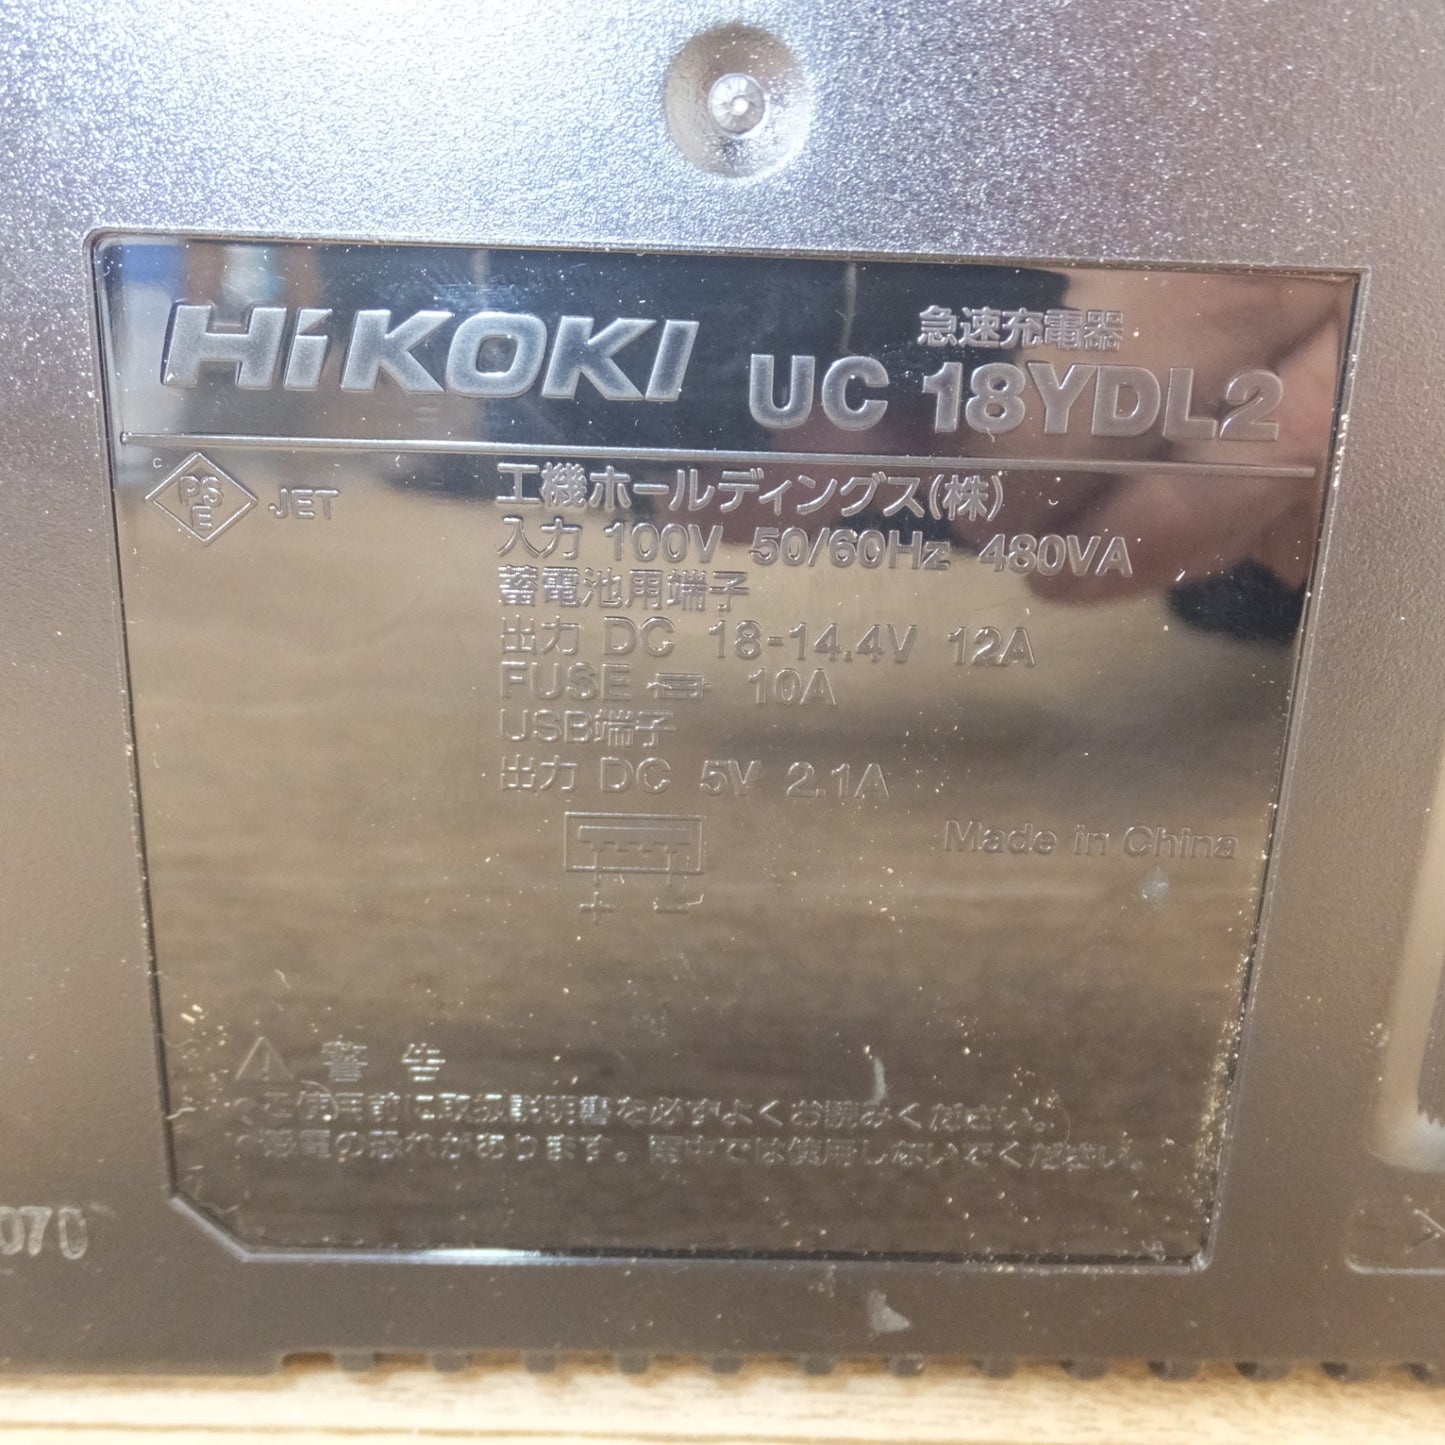 HiKOKI
急速充電器
UC 18YDL2
C PSE JET
工機ホールディングス(株)
入力 100V 50/60Hz 480VA
蓄電池用端子
出力 DC 18-14.4V 12A
FUSE 10A
USB端子
出力 DC 5V 2.1A
Made in China
+ −
警 告
ご使用前に取扱説明書を必ずよくお読みください。
感電の恐れがあります。雨中では使用しないでください。
070